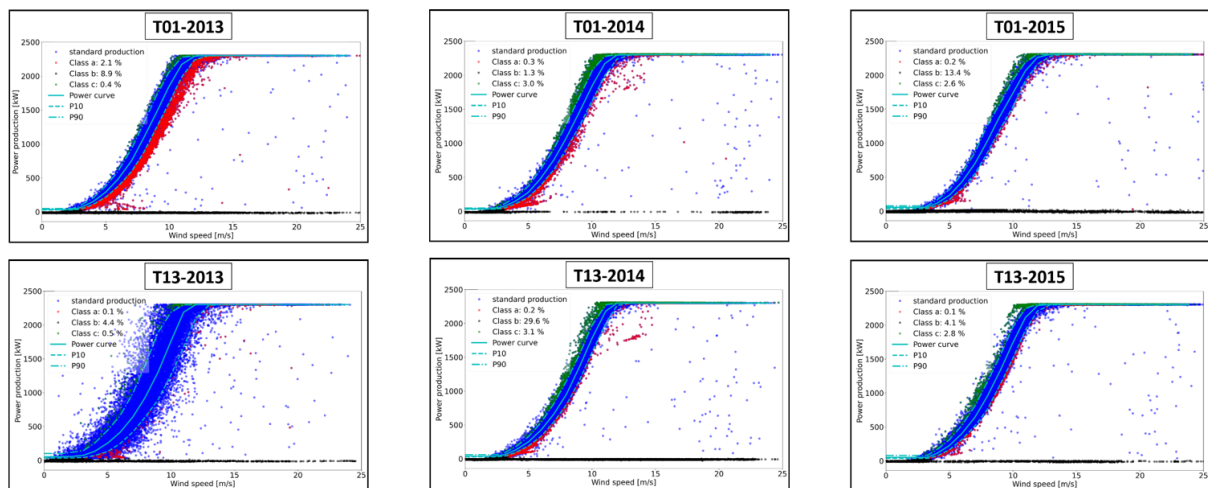 T01-2013
2500
2000
1500
1000
500
0
Power production [kW]
standard production
Class a: 2.1 %
Class b: 8.9 %
Class c: 0.4 %
Power curve
P10
P90
0 5 10 15 20 25
Wind speed [m/s]
T01-2014
2500
2000
1500
1000
500
0
Power production [kW]
standard production
Class a: 0.3 %
Class b: 1.3 %
Class c: 3.0 %
Power curve
P10
P90
0 5 10 15 20 25
Wind speed [m/s]
T01-2015
2500
2000
1500
1000
500
0
Power production [kW]
standard production
Class a: 0.2 %
Class b: 13.4 %
Class c: 2.6 %
Power curve
P10
P90
0 5 10 15 20 25
Wind speed [m/s]
T13-2013
2500
2000
1500
1000
500
0
Power production [kW]
standard production
Class a: 0.1 %
Class b: 4.4 %
Class c: 0.5 %
Power curve
P10
P90
0 5 10 15 20 25
Wind speed [m/s]
T13-2014
2500
2000
1500
1000
500
0
Power production [kW]
standard production
Class a: 0.2 %
Class b: 29.6 %
Class c: 3.1 %
Power curve
P10
P90
0 5 10 15 20 25
Wind speed [m/s]
T13-2015
2500
2000
1500
1000
500
0
Power production [kW]
standard production
Class a: 0.1 %
Class b: 4.1 %
Class c: 2.8 %
Power curve
P10
P90
0 5 10 15 20 25
Wind speed [m/s]